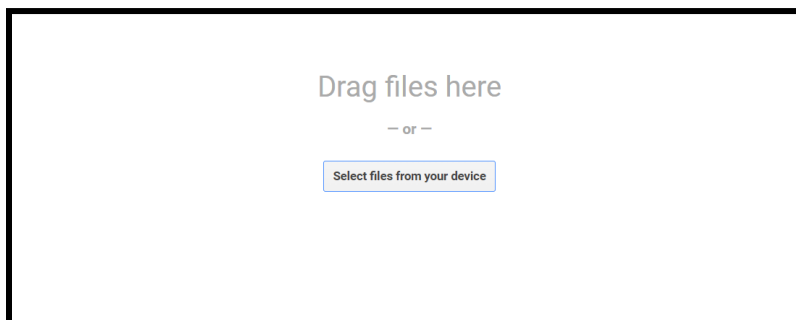 Drag files here
— or —
Select files from your device